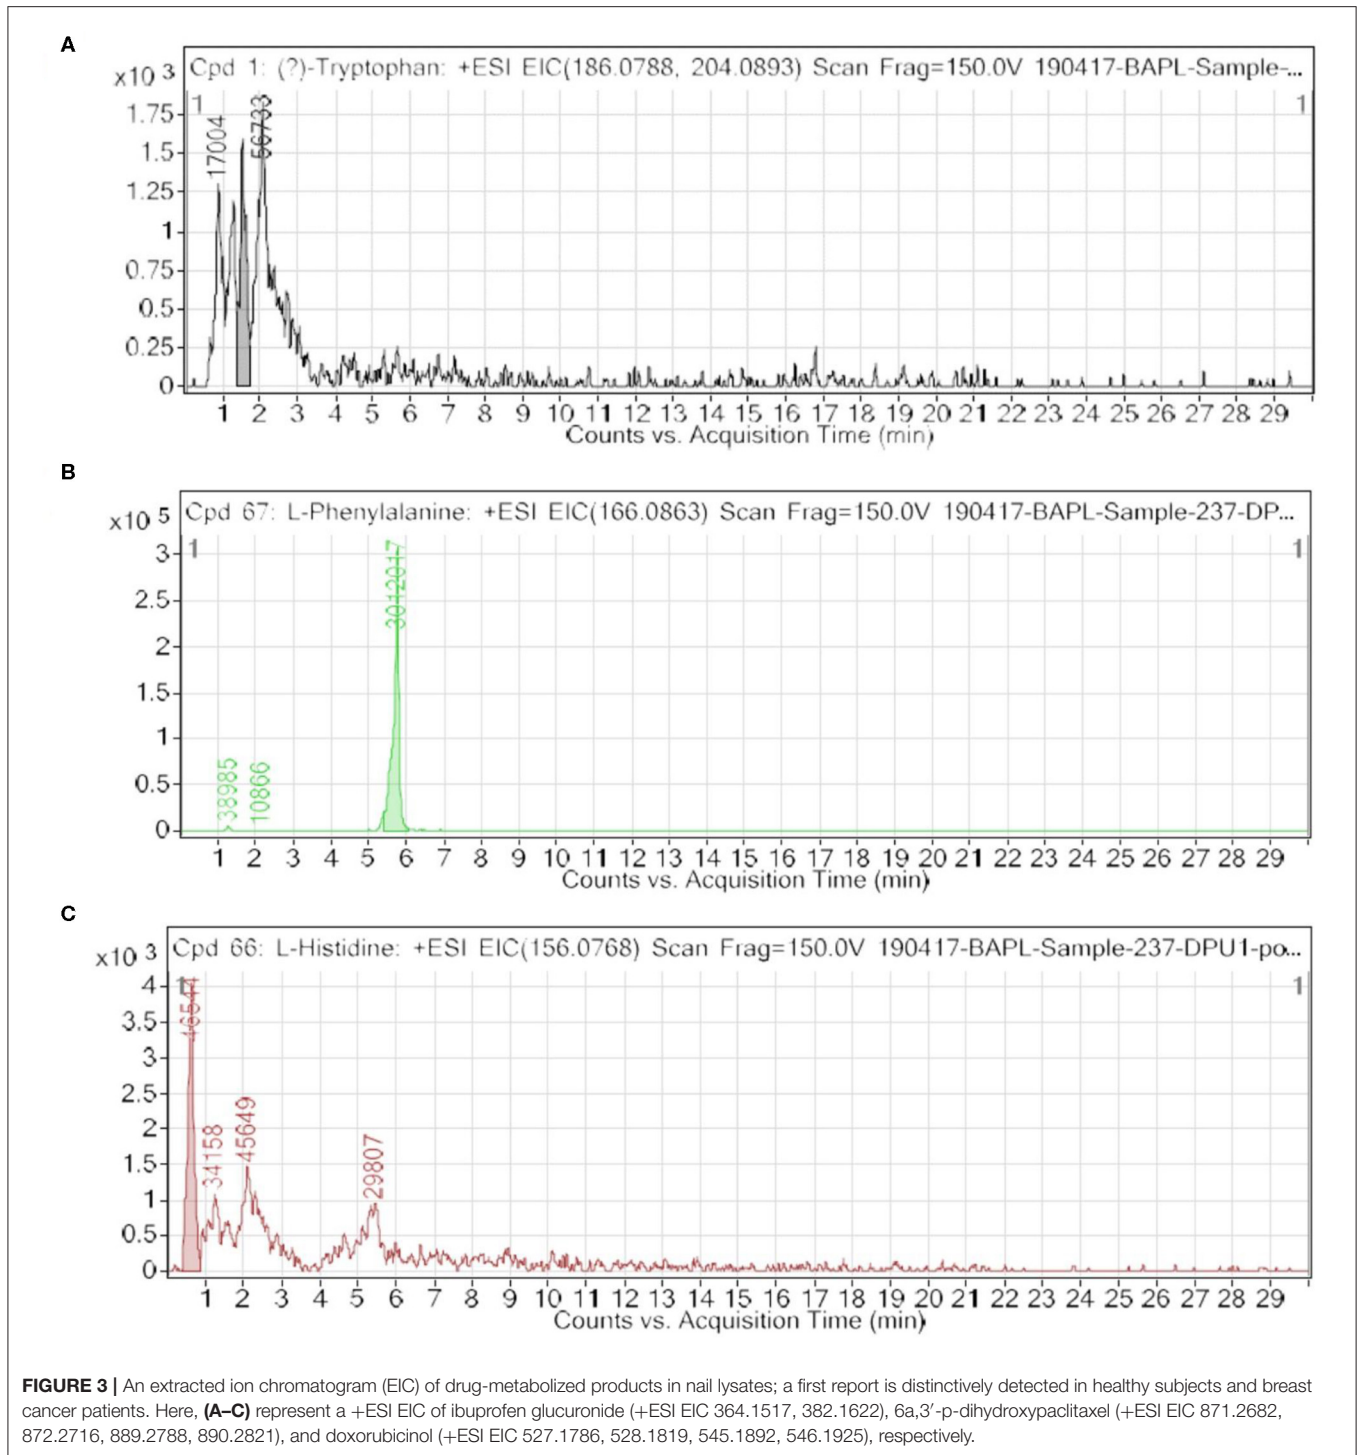 A
x10 3 Cpd 1: (?)-Tryptophan: +ESI EIC(186.0788, 204.0893) Scan Frag=150.0V 190417-BAPL-Sample-...
1 1
17004
56733
1.75
1.5
1.25
1
0.75
0.5
0.25
0
1 2 3 4 5 6 7 8 9 10 11 12 13 14 15 16 17 18 19 20 21 22 23 24 25 26 27 28 29
Counts vs. Acquisition Time (min)
B
x10 5 Cpd 67: L-Phenylalanine: +ESI EIC(166.0863) Scan Frag=150.0V 190417-BAPL-Sample-237-DP...
1 1
3012017
38985
10866
3
2.5
2
1.5
1
0.5
0
1 2 3 4 5 6 7 8 9 10 11 12 13 14 15 16 17 18 19 20 21 22 23 24 25 26 27 28 29
Counts vs. Acquisition Time (min)
C
x10 3 Cpd 66: L-Histidine: +ESI EIC(156.0768) Scan Frag=150.0V 190417-BAPL-Sample-237-DPU1-po...
1 1
34158
45649
29807
4
3.5
3
2.5
2
1.5
1
0.5
0
1 2 3 4 5 6 7 8 9 10 11 12 13 14 15 16 17 18 19 20 21 22 23 24 25 26 27 28 29
Counts vs. Acquisition Time (min)
FIGURE 3 | An extracted ion chromatogram (EIC) of drug-metabolized products in nail lysates; a first report is distinctively detected in healthy subjects and breast
cancer patients. Here, (A–C) represent a +ESI EIC of ibuprofen glucuronide (+ESI EIC 364.1517, 382.1622), 6a,3′-p-dihydroxypaclitaxel (+ESI EIC 871.2682,
872.2716, 889.2788, 890.2821), and doxorubicinol (+ESI EIC 527.1786, 528.1819, 545.1892, 546.1925), respectively.